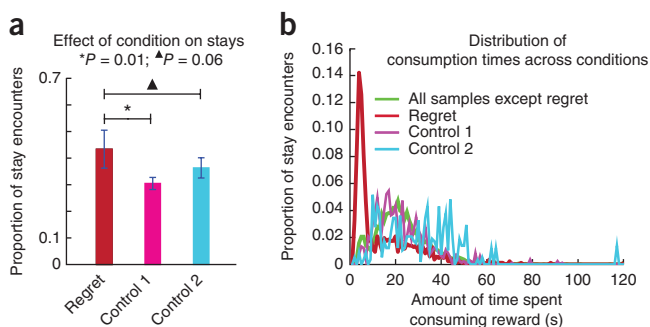 a
Effect of condition on stays
*P = 0.01; ▲P = 0.06
Proportion of stay encounters
0.7
0
▲
*
Regret
Control 1
Control 2
b
Distribution of
consumption times across conditions
Proportion of stay encounters
0.16
0.14
0.12
0.10
0.08
0.06
0.04
0.02
0
All samples except regret
Regret
Control 1
Control 2
0 20 40 60 80 100 120
Amount of time spent
consuming reward (s)